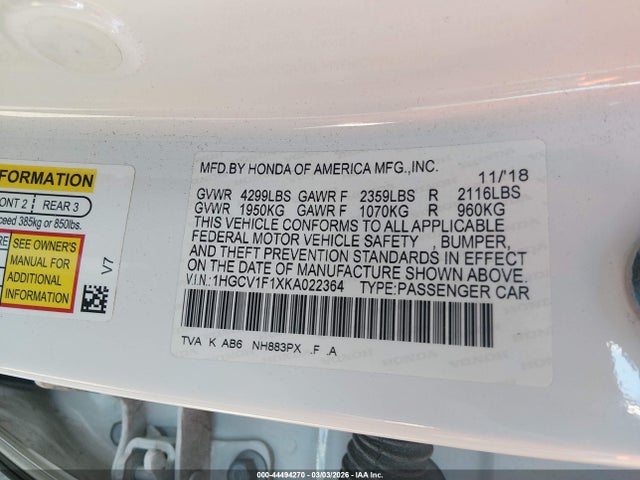 FORMATION
ONT 2 | REAR 3
ceed 385kg or 850lbs.
SEE OWNER'S
MANUAL FOR
ADDITIONAL
INFORMATION
V7
MFD.BY HONDA OF AMERICA MFG.,INC. 11/'18
GVWR 4299LBS GAWR F 2359LBS R 2116LBS
GVWR 1950KG GAWR F 1070KG R 960KG
THIS VEHICLE CONFORMS TO ALL APPLICABLE
FEDERAL MOTOR VEHICLE SAFETY , BUMPER,
AND THEFT PREVENTION STANDARDS IN EFFECT
ON THE DATE OF MANUFACTURE SHOWN ABOVE.
V.I.N.:1HGCV1F1XKA022364 TYPE:PASSENGER CAR
TVA K AB6 NH883PX .F .A
000-44494270 — 03/03/2026 — IAA Inc.